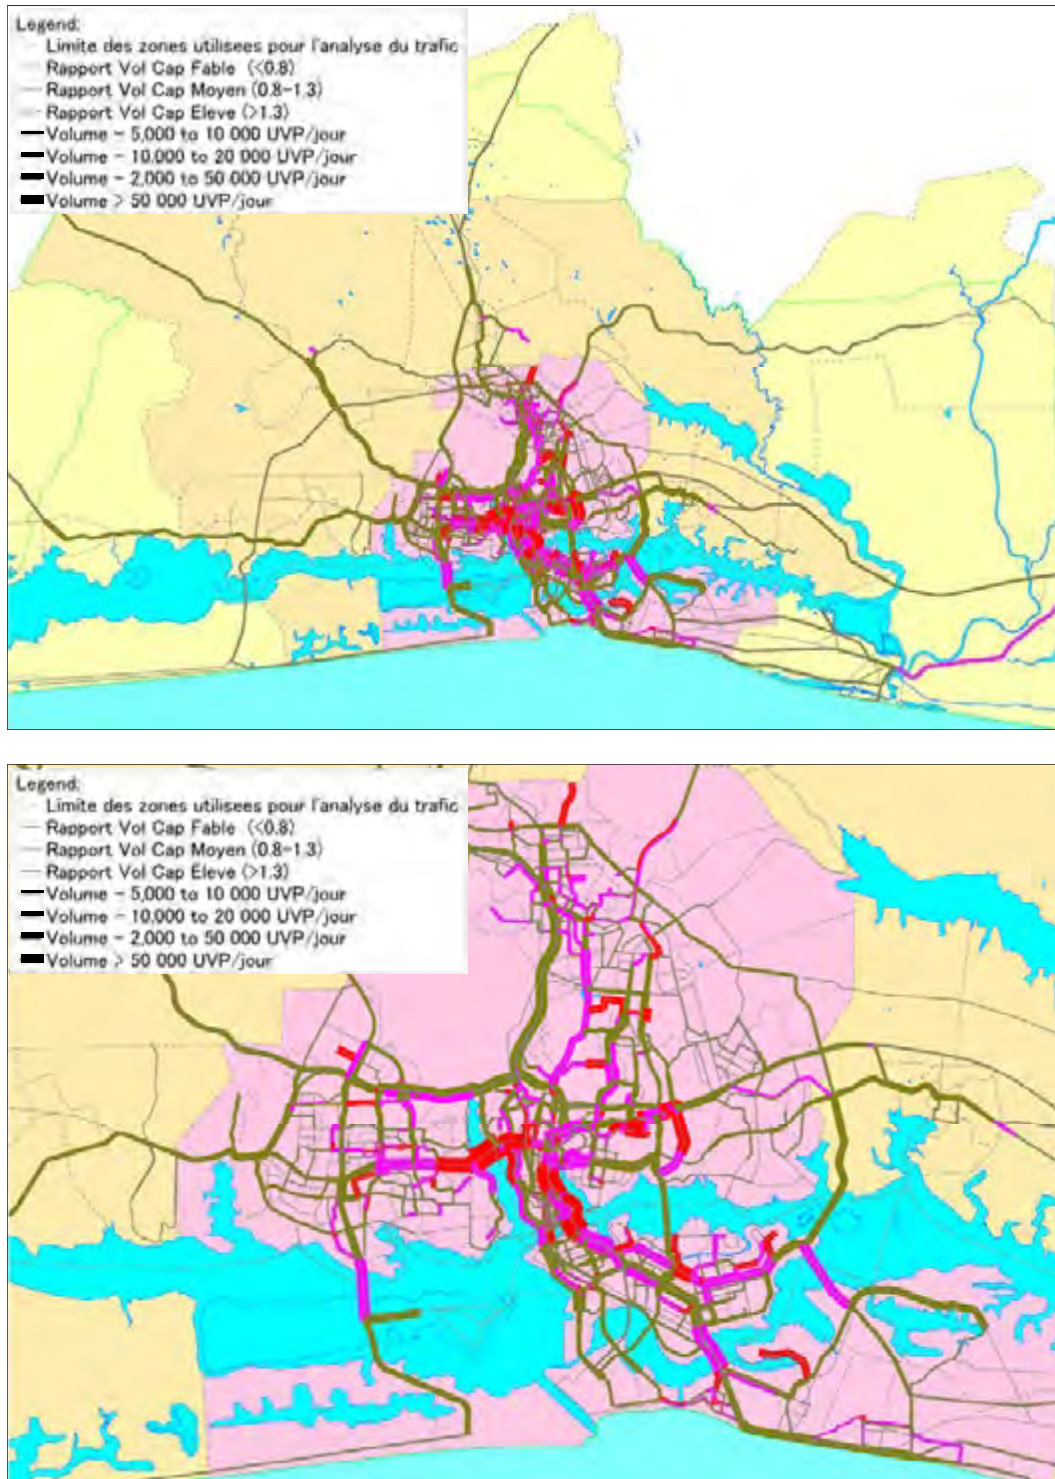 Legend:
Limite des zones utilisees pour l'analyse du trafic
Rapport Vol Cap Fable (<0.8)
Rapport Vol Cap Moyen (0.8-1.3)
Rapport Vol Cap Eleve (>1.3)
Volume - 5,000 to 10 000 UVP/jour
Volume - 10,000 to 20 000 UVP/jour
Volume - 2,000 to 50 000 UVP/jour
Volume > 50 000 UVP/jour
Legend:
Limite des zones utilisees pour l'analyse du trafic
Rapport Vol Cap Fable (<0.8)
Rapport Vol Cap Moyen (0.8-1.3)
Rapport Vol Cap Eleve (>1.3)
Volume - 5,000 to 10 000 UVP/jour
Volume - 10,000 to 20 000 UVP/jour
Volume - 2,000 to 50 000 UVP/jour
Volume > 50 000 UVP/jour